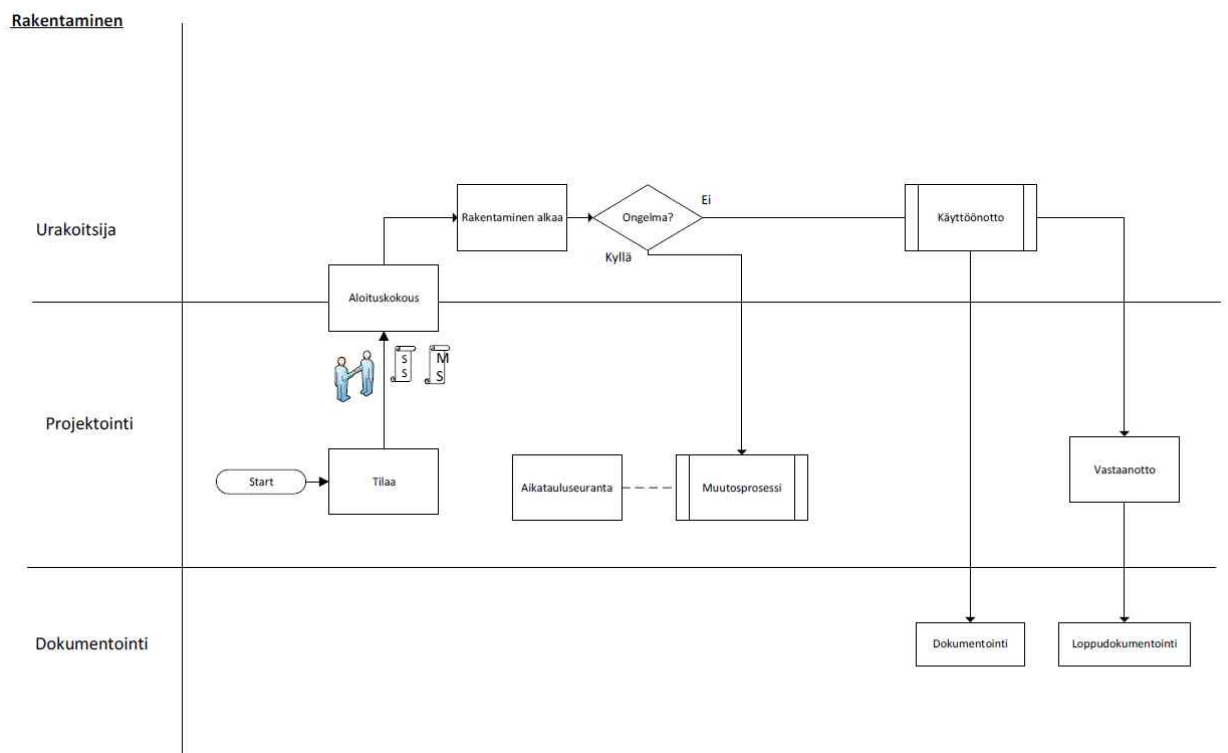 Rakentaminen
Urakoitsija
Rakentaminen alkaa
Ongelma?
Ei
Kyllä
Käyttöönotto
Aloituskokous
S
S
M
S
Projektointi
Start
Tilaa
Aikatauluseuranta
Muutosprosessi
Vastaanotto
Dokumentointi
Dokumentointi
Loppudokumentointi